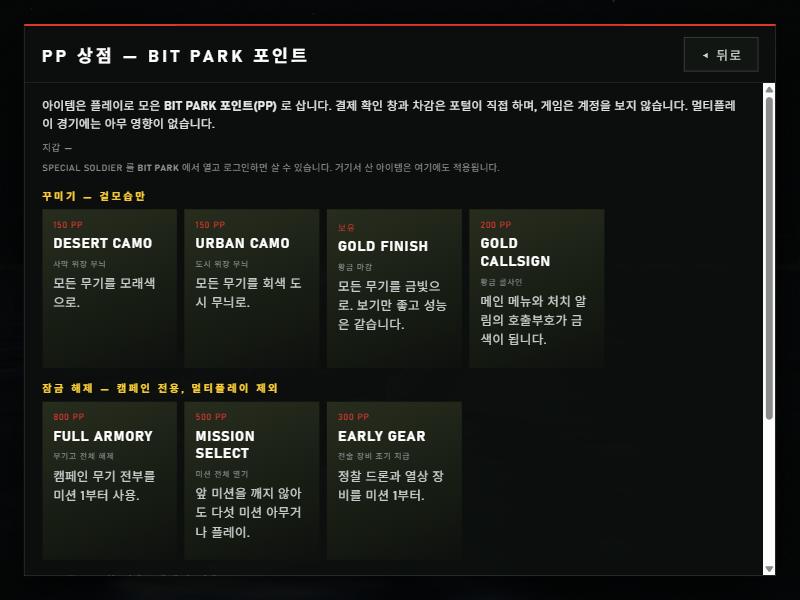 PP 상점 — BIT PARK 포인트
◂ 뒤로
아이템은 플레이로 모은 BIT PARK 포인트(PP) 로 삽니다. 결제 확인 창과 차감은 포털이 직접 하며, 게임은 계정을 보지 않습니다. 멀티플레
이 경기에는 아무 영향이 없습니다.
지갑 —
SPECIAL SOLDIER 를 BIT PARK 에서 열고 로그인하면 살 수 있습니다. 거기서 산 아이템은 여기에도 적용됩니다.
꾸미기 — 겉모습만
150 PP
DESERT CAMO
사막 위장 무늬
모든 무기를 모래색
으로.
150 PP
URBAN CAMO
도시 위장 무늬
모든 무기를 회색 도
시 무늬로.
보유
GOLD FINISH
황금 마감
모든 무기를 금빛으
로. 보기만 좋고 성능
은 같습니다.
200 PP
GOLD
CALLSIGN
황금 콜사인
메인 메뉴와 처치 알
림의 호출부호가 금
색이 됩니다.
잠금 해제 — 캠페인 전용, 멀티플레이 제외
800 PP
FULL ARMORY
무기고 전체 해제
캠페인 무기 전부를
미션 1부터 사용.
500 PP
MISSION
SELECT
미션 전체 열기
앞 미션을 깨지 않아
도 다섯 미션 아무거
나 플레이.
300 PP
EARLY GEAR
전술 장비 조기 지급
정찰 드론과 열상 장
비를 미션 1부터.